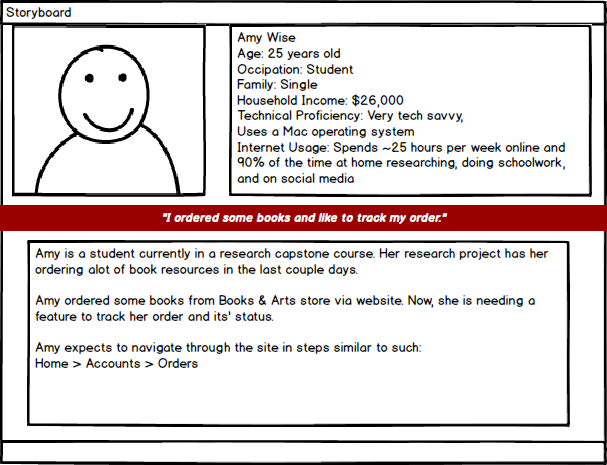 Storyboard
Amy Wise
Age: 25 years old
Occipation: Student
Family: Single
Household Income: $26,000
Technical Proficiency: Very tech savvy,
Uses a Mac operating system
Internet Usage: Spends ~25 hours per week online and
90% of the time at home researching, doing schoolwork,
and on social media
"I ordered some books and like to track my order."
Amy is a student currently in a research capstone course. Her research project has her
ordering alot of book resources in the last couple days.
Amy ordered some books from Books & Arts store via website. Now, she is needing a
feature to track her order and its' status.
Amy expects to navigate through the site in steps similar to such:
Home > Accounts > Orders